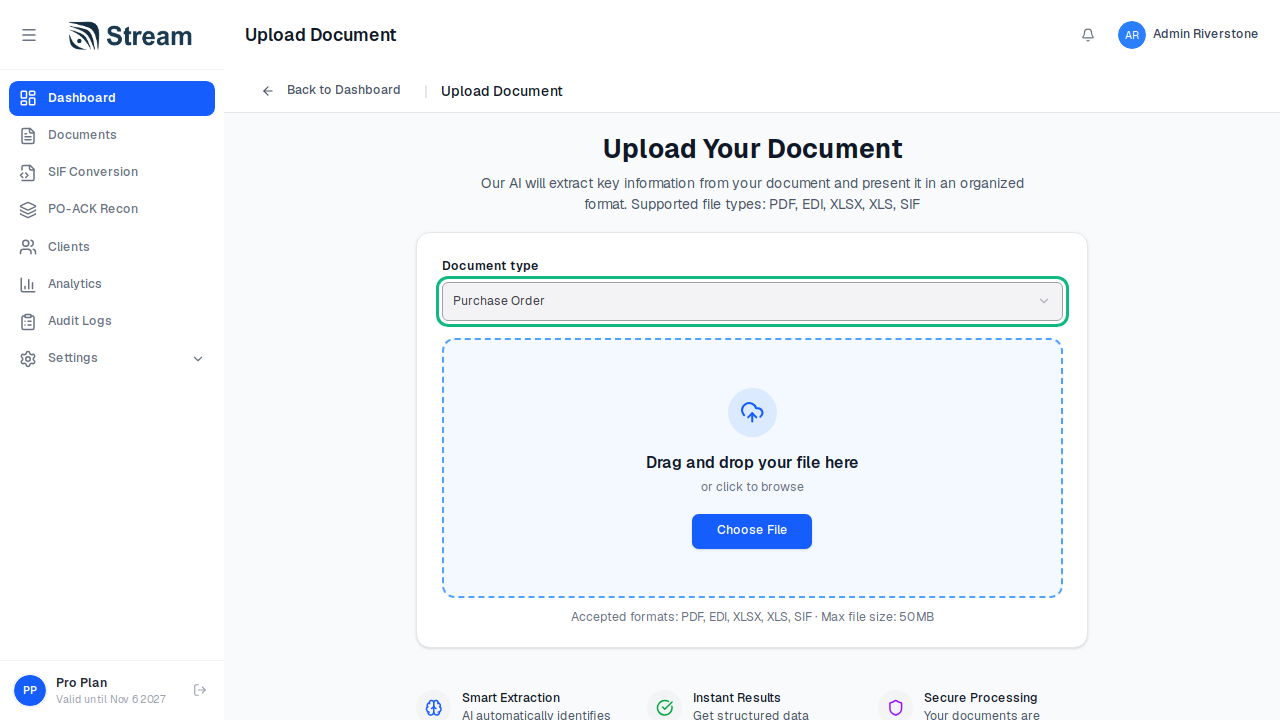 Stream
Upload Document
AR
Admin Riverstone
Back to Dashboard
Upload Document
Dashboard
Documents
SIF Conversion
PO-ACK Recon
Clients
Analytics
Audit Logs
Settings
Upload Your Document
Our AI will extract key information from your document and present it in an organized
format. Supported file types: PDF, EDI, XLSX, XLS, SIF
Document type
Purchase Order
Drag and drop your file here
or click to browse
Choose File
Accepted formats: PDF, EDI, XLSX, XLS, SIF · Max file size: 50MB
Smart Extraction
AI automatically identifies
Instant Results
Get structured data
Secure Processing
Your documents are
PP
Pro Plan
Valid until Nov 6 2027